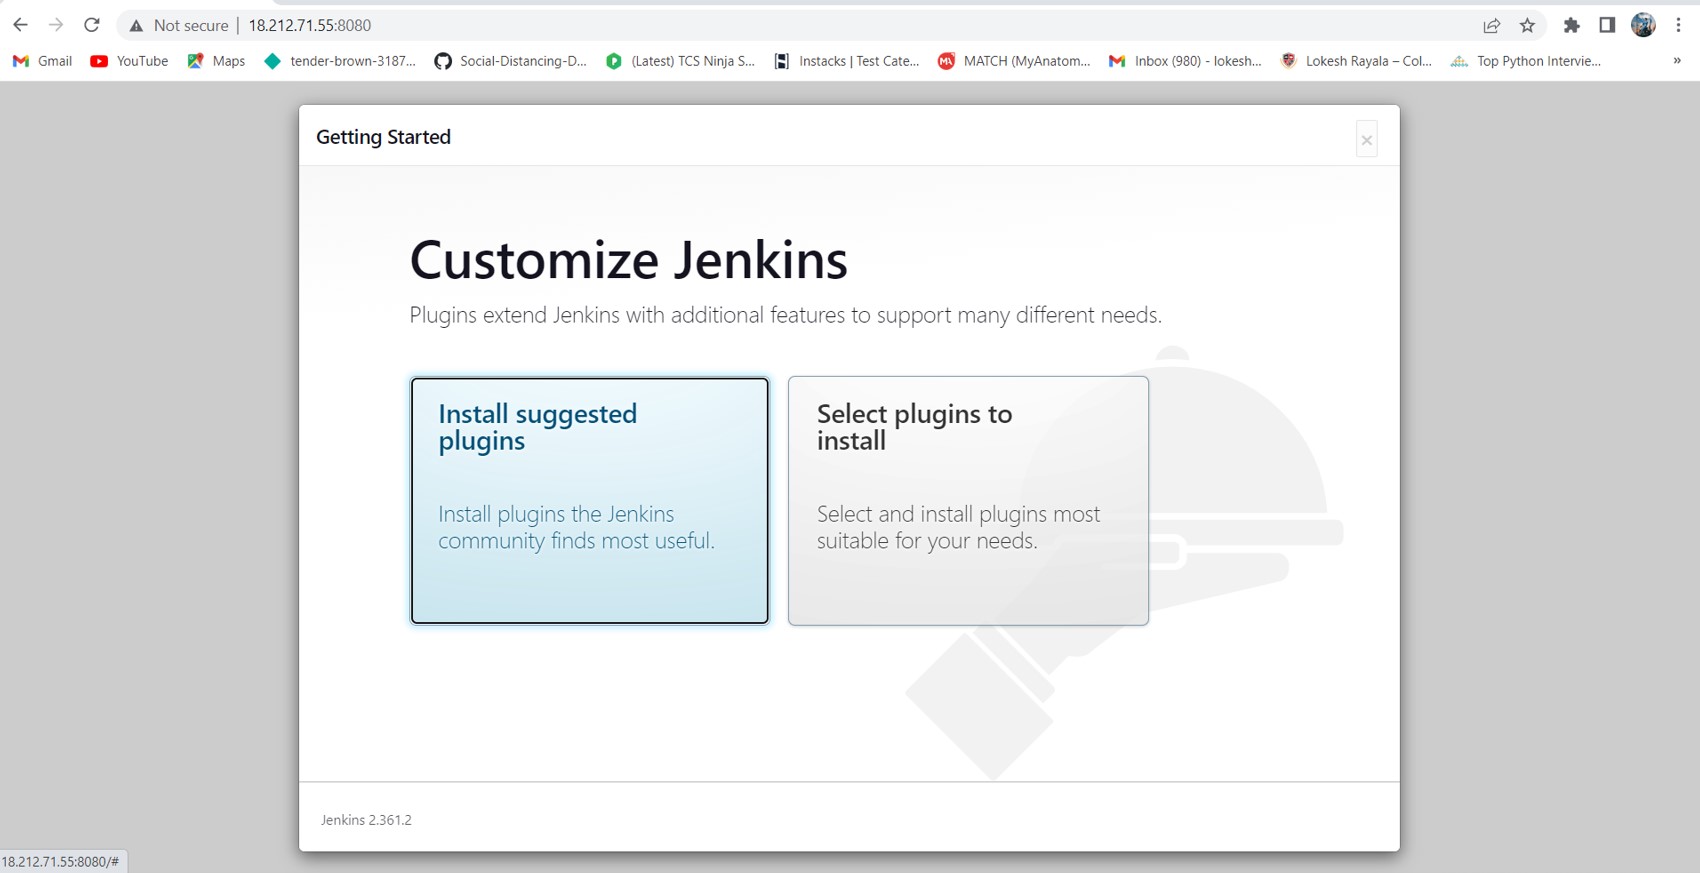 Not secure | 18.212.71.55:8080
Gmail YouTube Maps tender-brown-3187... Social-Distancing-D... (Latest) TCS Ninja S... Instacks | Test Cate... MATCH (MyAnatom... Inbox (980) - lokesh... Lokesh Rayala – Col... Top Python Intervie... »
Getting Started
×
Customize Jenkins
Plugins extend Jenkins with additional features to support many different needs.
Install suggested
plugins
Install plugins the Jenkins
community finds most useful.
Select plugins to
install
Select and install plugins most
suitable for your needs.
Jenkins 2.361.2
18.212.71.55:8080/#